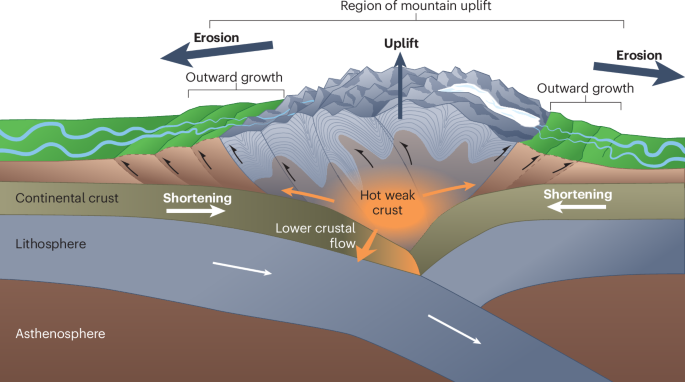 Region of mountain uplift
Erosion
Uplift
Erosion
Outward growth
Outward growth
Continental crust
Shortening
Hot weak
crust
Shortening
Lower crustal
flow
Lithosphere
Asthenosphere